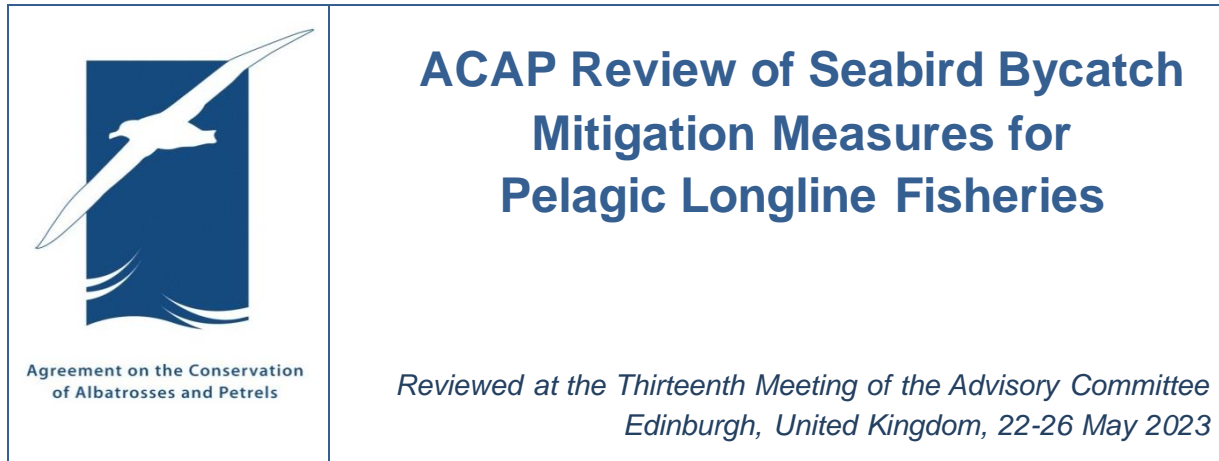 Agreement on the Conservation
of Albatrosses and Petrels
ACAP Review of Seabird Bycatch
Mitigation Measures for
Pelagic Longline Fisheries
Reviewed at the Thirteenth Meeting of the Advisory Committee
Edinburgh, United Kingdom, 22-26 May 2023